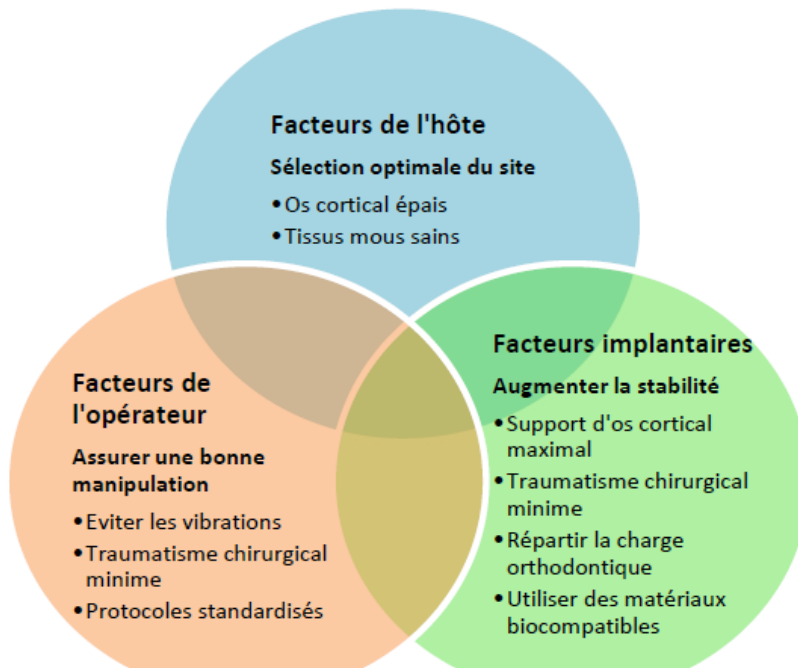 Facteurs de l'hôte
Sélection optimale du site
•Os cortical épais
•Tissus mous sains
Facteurs de
l'opérateur
Assurer une bonne
manipulation
•Eviter les vibrations
•Traumatisme chirurgical
minime
•Protocoles standardisés
Facteurs implantaires
Augmenter la stabilité
•Support d'os cortical
maximal
•Traumatisme chirurgical
minime
•Répartir la charge
orthodontique
•Utiliser des matériaux
biocompatibles